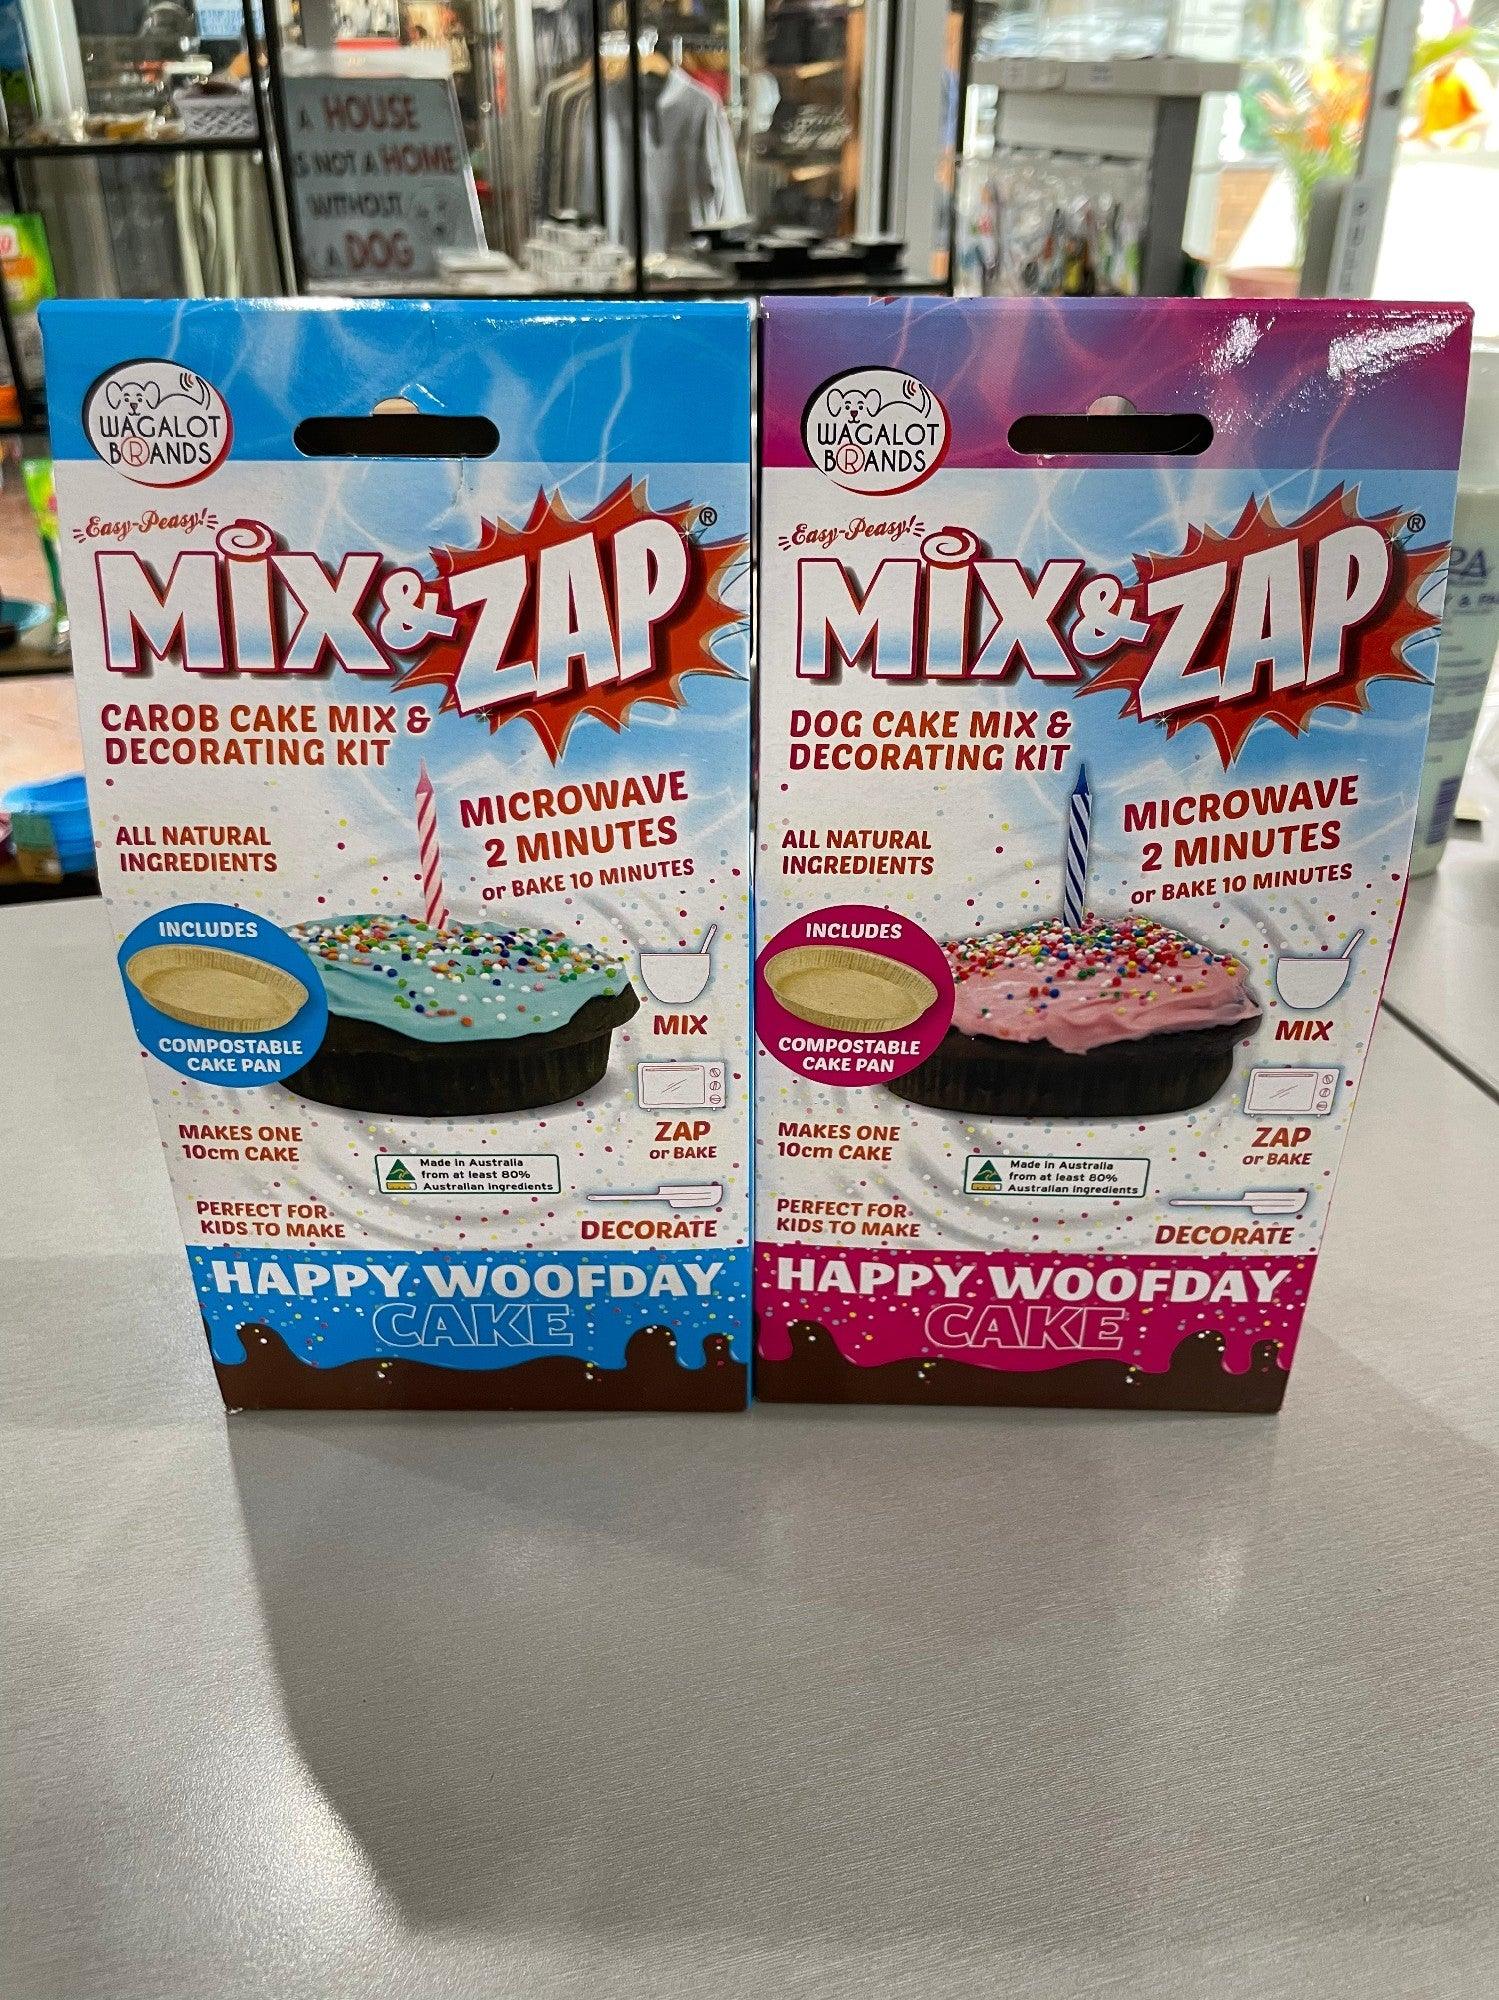 A HOUSE
IS NOT A HOME
WITHOUT
A DOG
WAGALOT
BRANDS
Easy-Peasy!
MIX & ZAP®
CAROB CAKE MIX &
DECORATING KIT
MICROWAVE
2 MINUTES
or BAKE 10 MINUTES
ALL NATURAL
INGREDIENTS
INCLUDES
COMPOSTABLE
CAKE PAN
MIX
MAKES ONE
10cm CAKE
ZAP
or BAKE
Made in Australia
from at least 80%
Australian ingredients
PERFECT FOR
KIDS TO MAKE
DECORATE
HAPPY WOOFDAY
CAKE
WAGALOT
BRANDS
Easy-Peasy!
MIX & ZAP®
DOG CAKE MIX &
DECORATING KIT
MICROWAVE
2 MINUTES
or BAKE 10 MINUTES
ALL NATURAL
INGREDIENTS
INCLUDES
COMPOSTABLE
CAKE PAN
MIX
MAKES ONE
10cm CAKE
ZAP
or BAKE
Made in Australia
from at least 80%
Australian ingredients
PERFECT FOR
KIDS TO MAKE
DECORATE
HAPPY WOOFDAY
CAKE